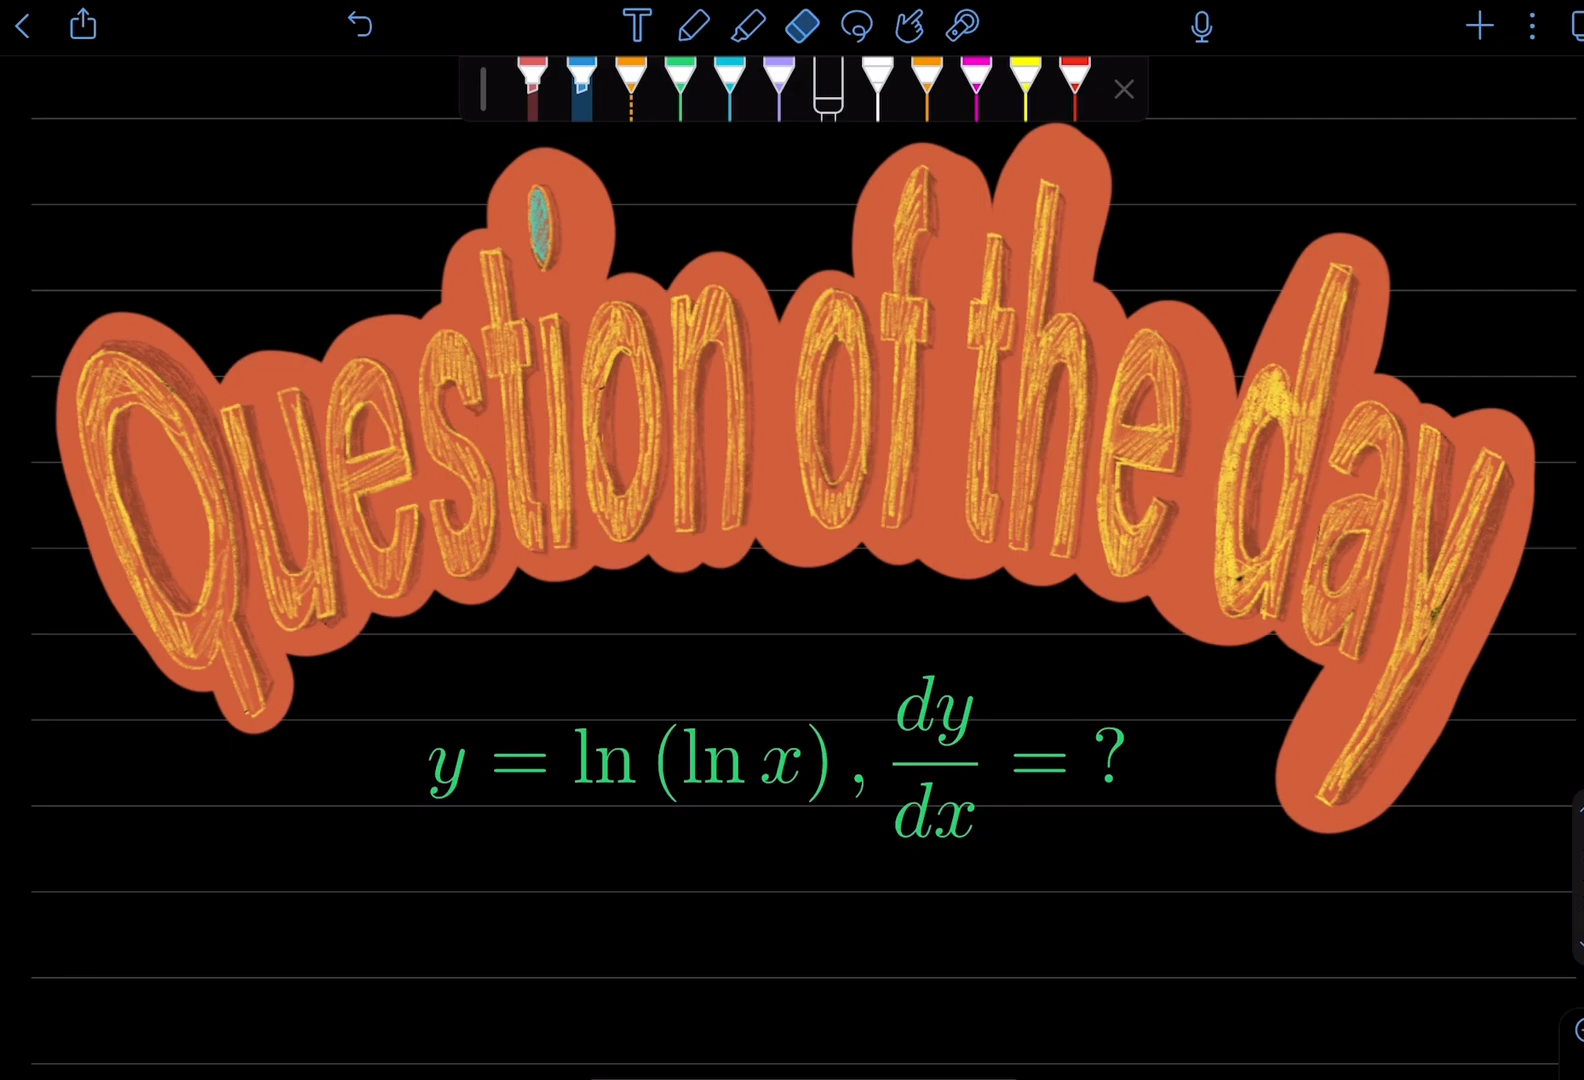 Question of the day
y = ln (ln x) , dy/dx = ?